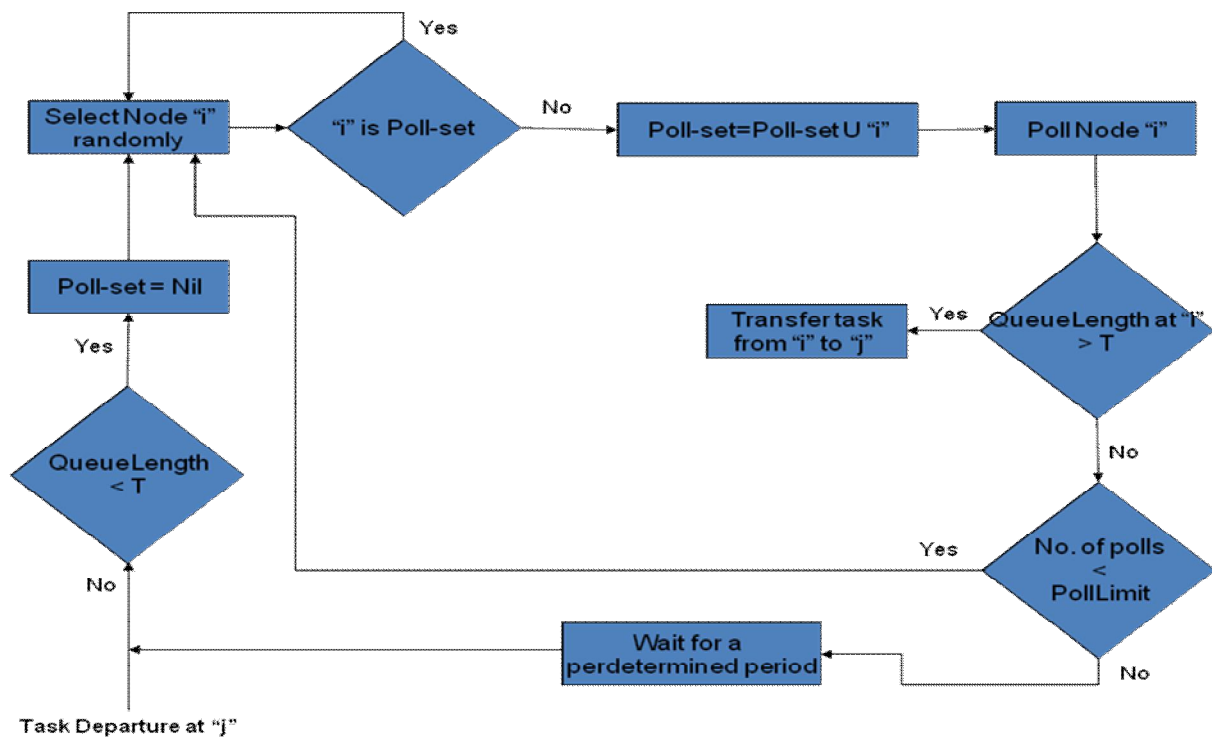 Yes
Select Node “i”
randomly
“i” is Poll-set
No
Poll-set=Poll-set U “i”
Poll Node “i”
Poll-set = Nil
Transfer task
from “i” to “j”
Yes
QueueLength at “i”
> T
Yes
No
QueueLength
< T
Yes
No. of polls
<
PollLimit
No
Wait for a
perdetermined period
No
Task Departure at “j”